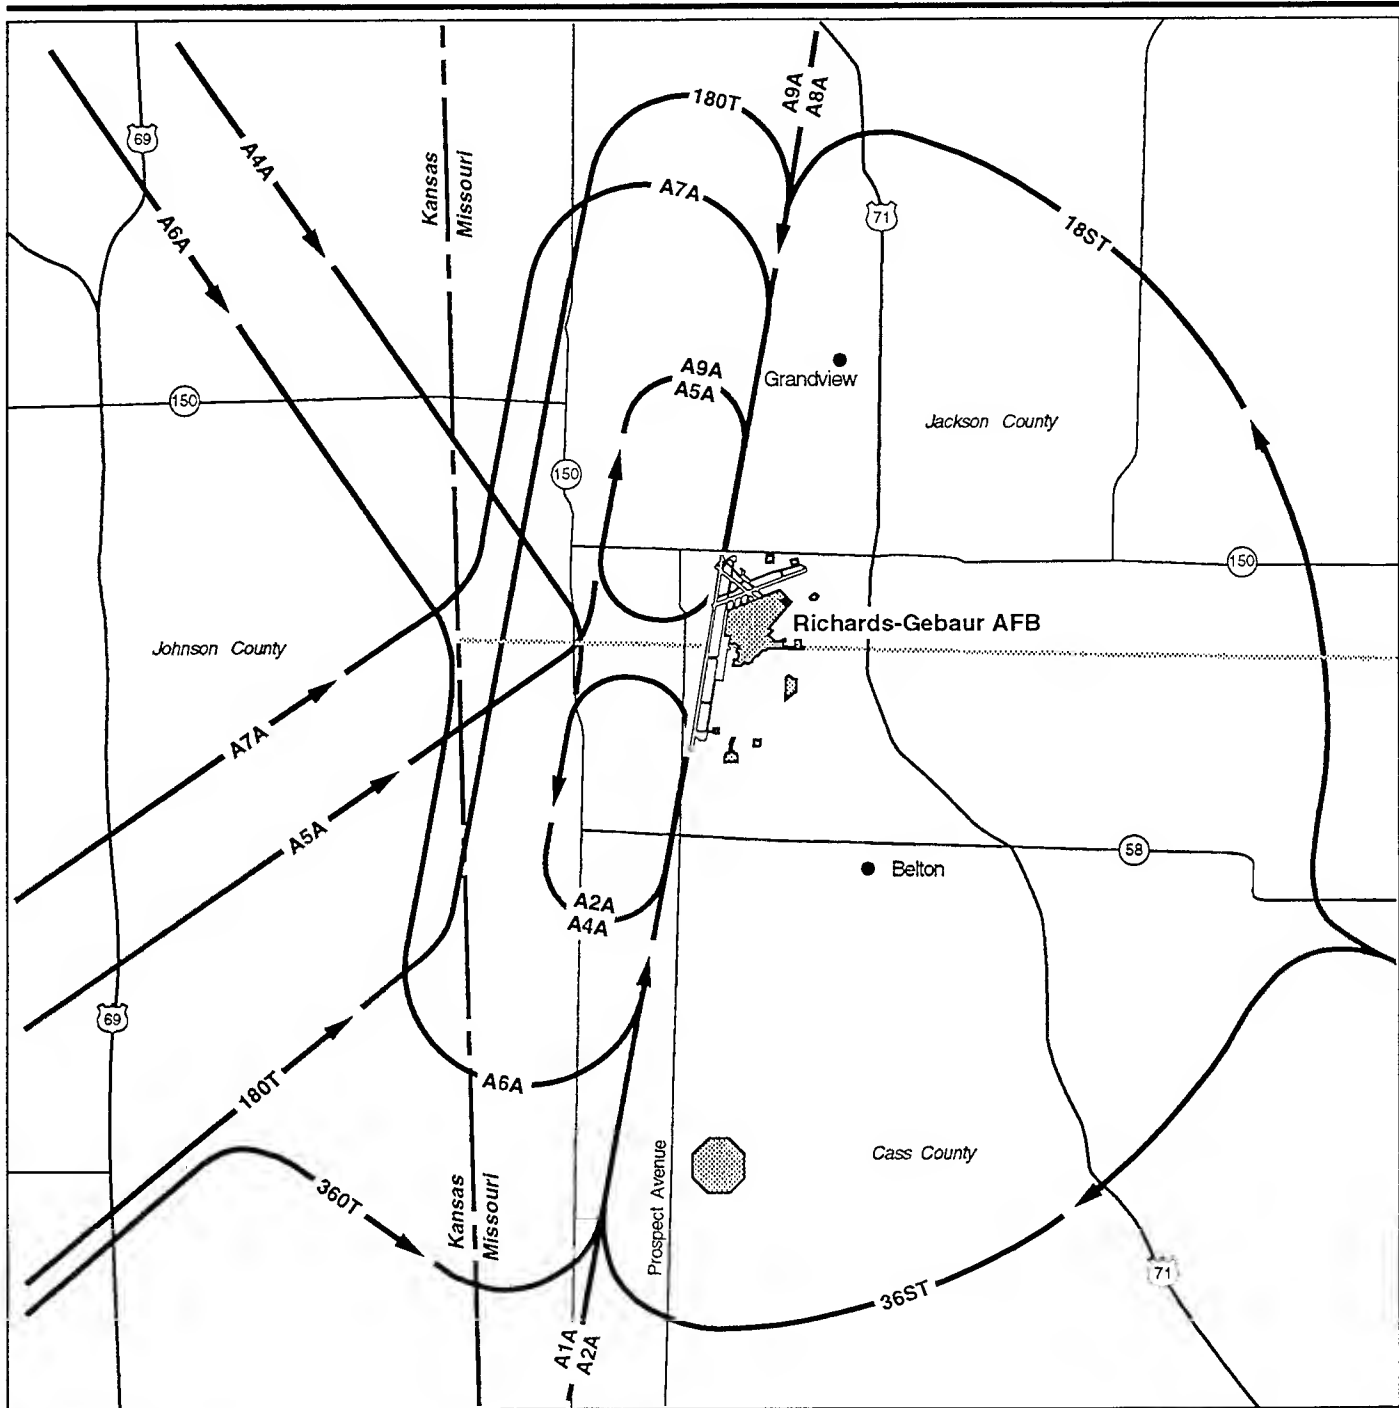 A9A
A8A
180T
69
A4A
Kansas
Missouri
A7A
71
18ST
A6A
A9A
A5A
Grandview
150
Jackson County
150
150
Richards-Gebaur AFB
Johnson County
A7A
A5A
58
Belton
A2A
A4A
69
A6A
180T
Prospect Avenue
Cass County
360T
Kansas
Missouri
71
36ST
A1A
A2A